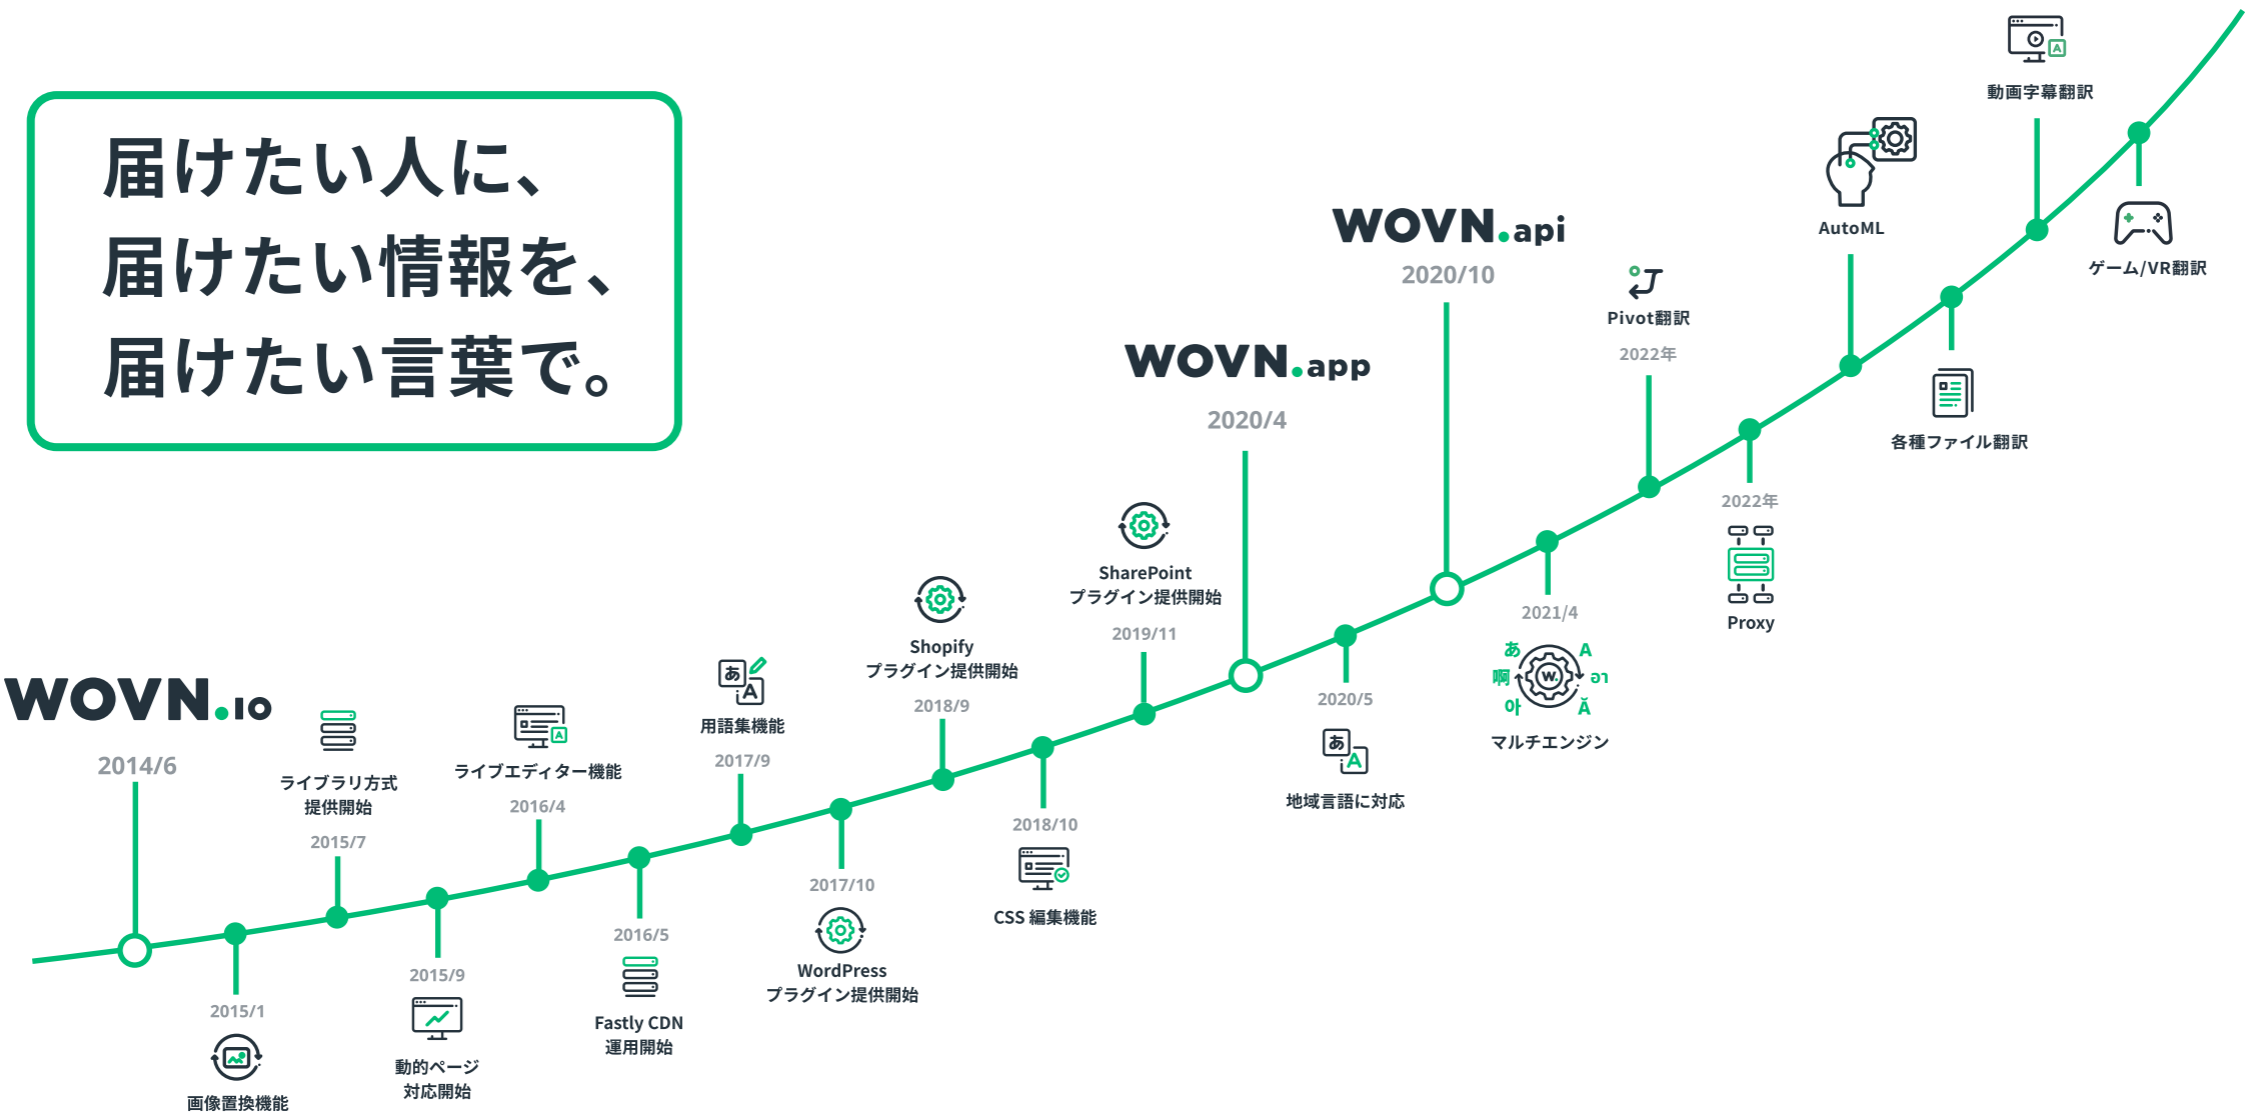 届けたい人に、
届けたい情報を、
届けたい言葉で。
WOVN.io
2014/6
2015/1
画像置換機能
ライブラリ方式
提供開始
2015/7
2015/9
動的ページ
対応開始
A
ライブエディター機能
2016/4
2016/5
Fastly CDN
運用開始
あ
A
用語集機能
2017/9
2017/10
WordPress
プラグイン提供開始
Shopify
プラグイン提供開始
2018/9
2018/10
CSS 編集機能
SharePoint
プラグイン提供開始
2019/11
WOVN.app
2020/4
2020/5
あ
A
地域言語に対応
WOVN.api
2020/10
2021/4
あ
A
啊
W.
อา
아
Ă
マルチエンジン
Pivot翻訳
2022年
2022年
Proxy
AutoML
各種ファイル翻訳
A
動画字幕翻訳
ゲーム/VR翻訳